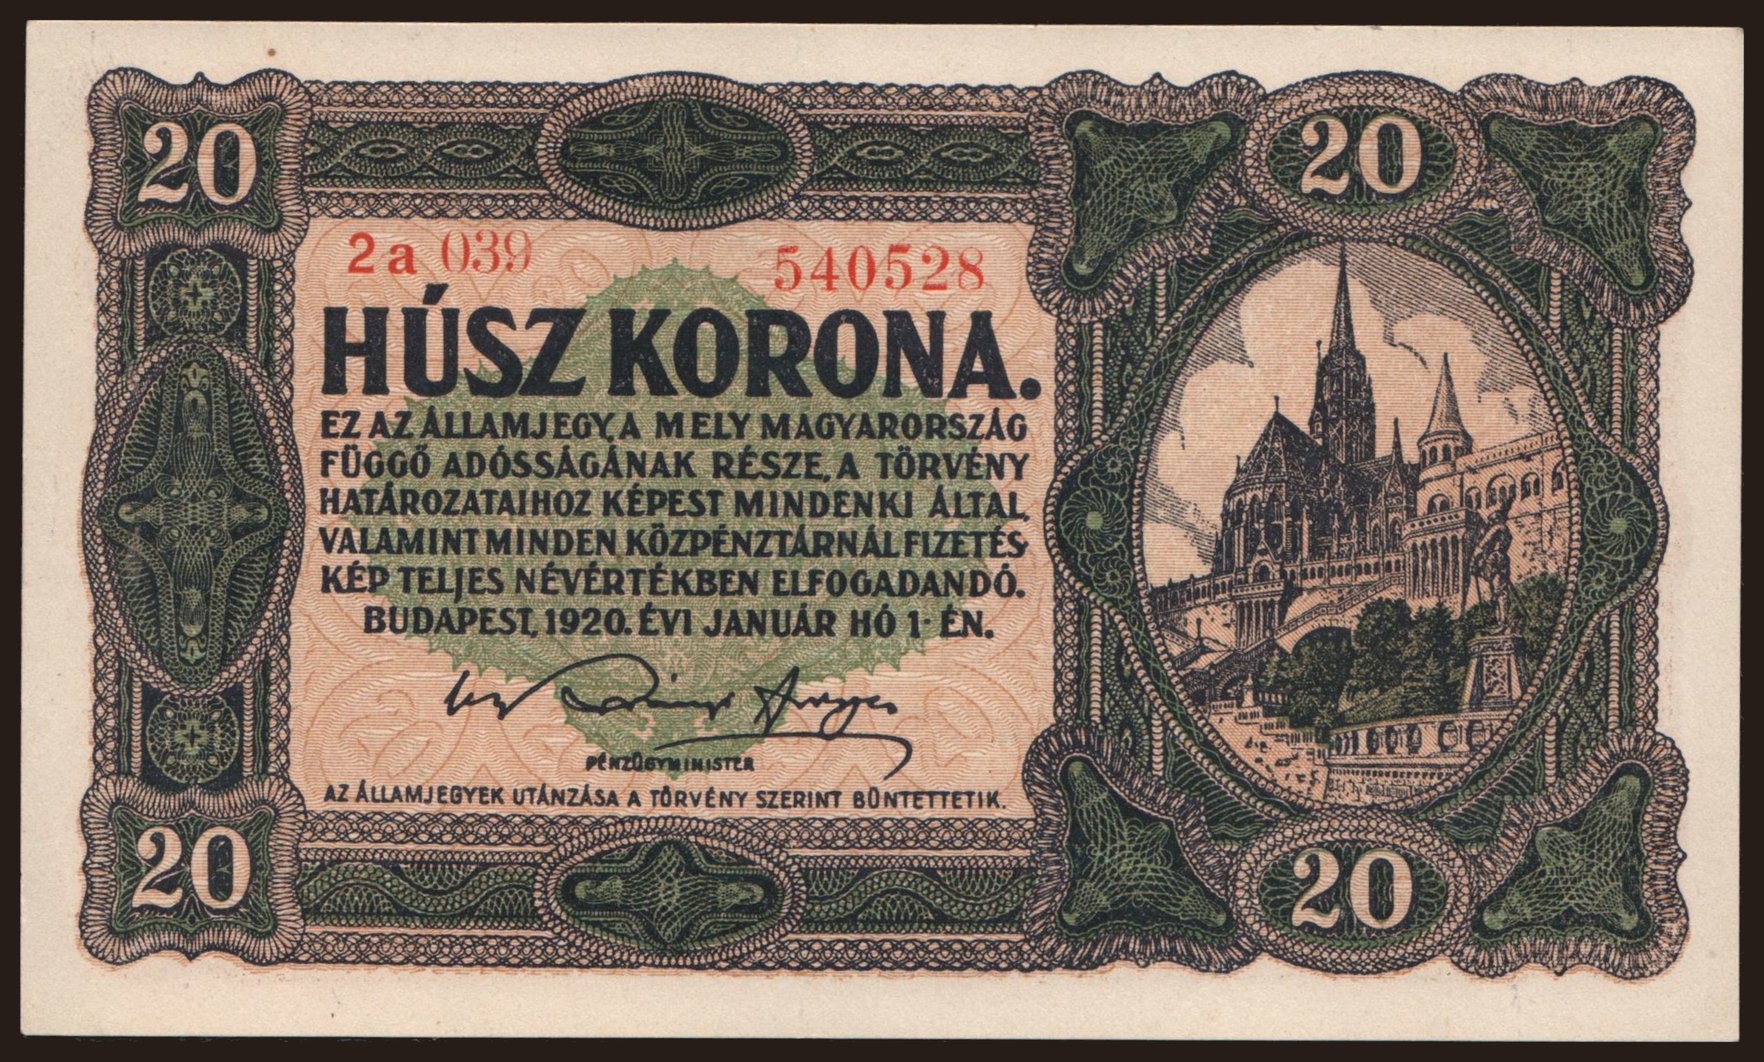 20
20
2a 039 540528
HÚSZ KORONA.
EZ AZ ÁLLAMJEGY, A MELY MAGYARORSZÁG
FÜGGŐ ADÓSSÁGÁNAK RÉSZE, A TÖRVÉNY
HATÁROZATAIHOZ KÉPEST MINDENKI ÁLTAL,
VALAMINT MINDEN KÖZPÉNZTÁRNÁL FIZETÉS-
KÉP TELJES NÉVÉRTÉKBEN ELFOGADANDÓ.
BUDAPEST, 1920. ÉVI JANUÁR HÓ 1-ÉN.
PÉNZÜGYMINISTER
AZ ÁLLAMJEGYEK UTÁNZÁSA A TÖRVÉNY SZERINT BÜNTETTETIK.
20
20